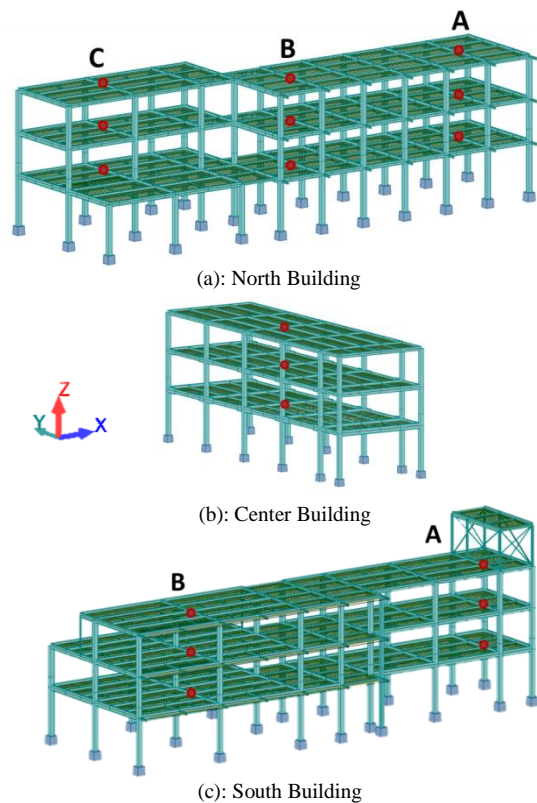 A
B
C
(a): North Building
Z
Y
X
(b): Center Building
A
B
(c): South Building